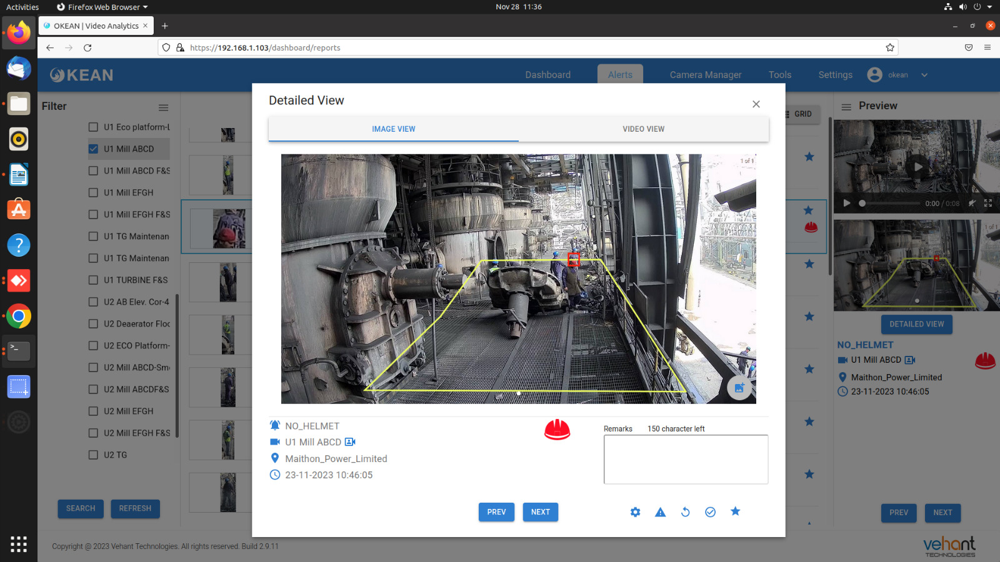 Activities
Firefox Web Browser
Nov 28 11:36
OKEAN | Video Analytics
https://192.168.1.103/dashboard/reports
OKEAN
Dashboard
Alerts
Camera Manager
Tools
Settings
okean
Filter
U1 Eco platform-L
U1 Mill ABCD
U1 Mill ABCD F&S
U1 Mill EFGH
U1 Mill EFGH F&S
U1 TG Maintenan
U1 TG Maintenan
U1 TURBINE F&S
U2 AB Elev. Cor-4
U2 Deaerator Floo
U2 ECO Platform-
U2 Mill ABCD-Smo
U2 Mill ABCDF&S
U2 Mill EFGH
U2 Mill EFGH F&S
U2 TG
SEARCH
REFRESH
Detailed View
IMAGE VIEW
VIDEO VIEW
1 of 1
NO_HELMET
U1 Mill ABCD
Maithon_Power_Limited
23-11-2023 10:46:05
Remarks
150 character left
PREV
NEXT
GRID
Preview
0:00 / 0:08
1 of 1
DETAILED VIEW
NO_HELMET
U1 Mill ABCD
Maithon_Power_Limited
23-11-2023 10:46:05
PREV
NEXT
Copyright @ 2023 Vehant Technologies. All rights reserved. Build 2.9.11
vehant
TECHNOLOGIES